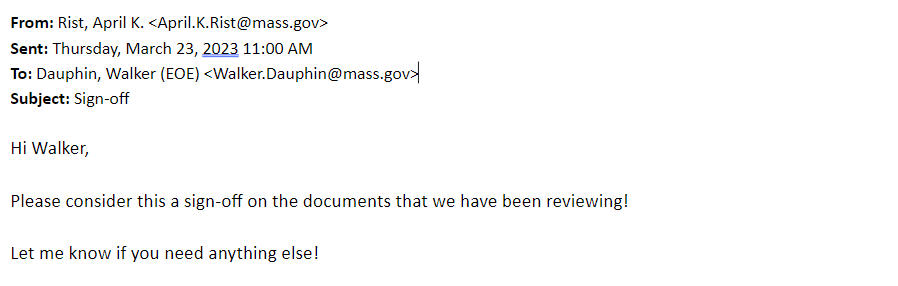 From: Rist, April K. <April.K.Rist@mass.gov>
Sent: Thursday, March 23, 2023 11:00 AM
To: Dauphin, Walker (EOE) <Walker.Dauphin@mass.gov>
Subject: Sign-off
Hi Walker,
Please consider this a sign-off on the documents that we have been reviewing!
Let me know if you need anything else!